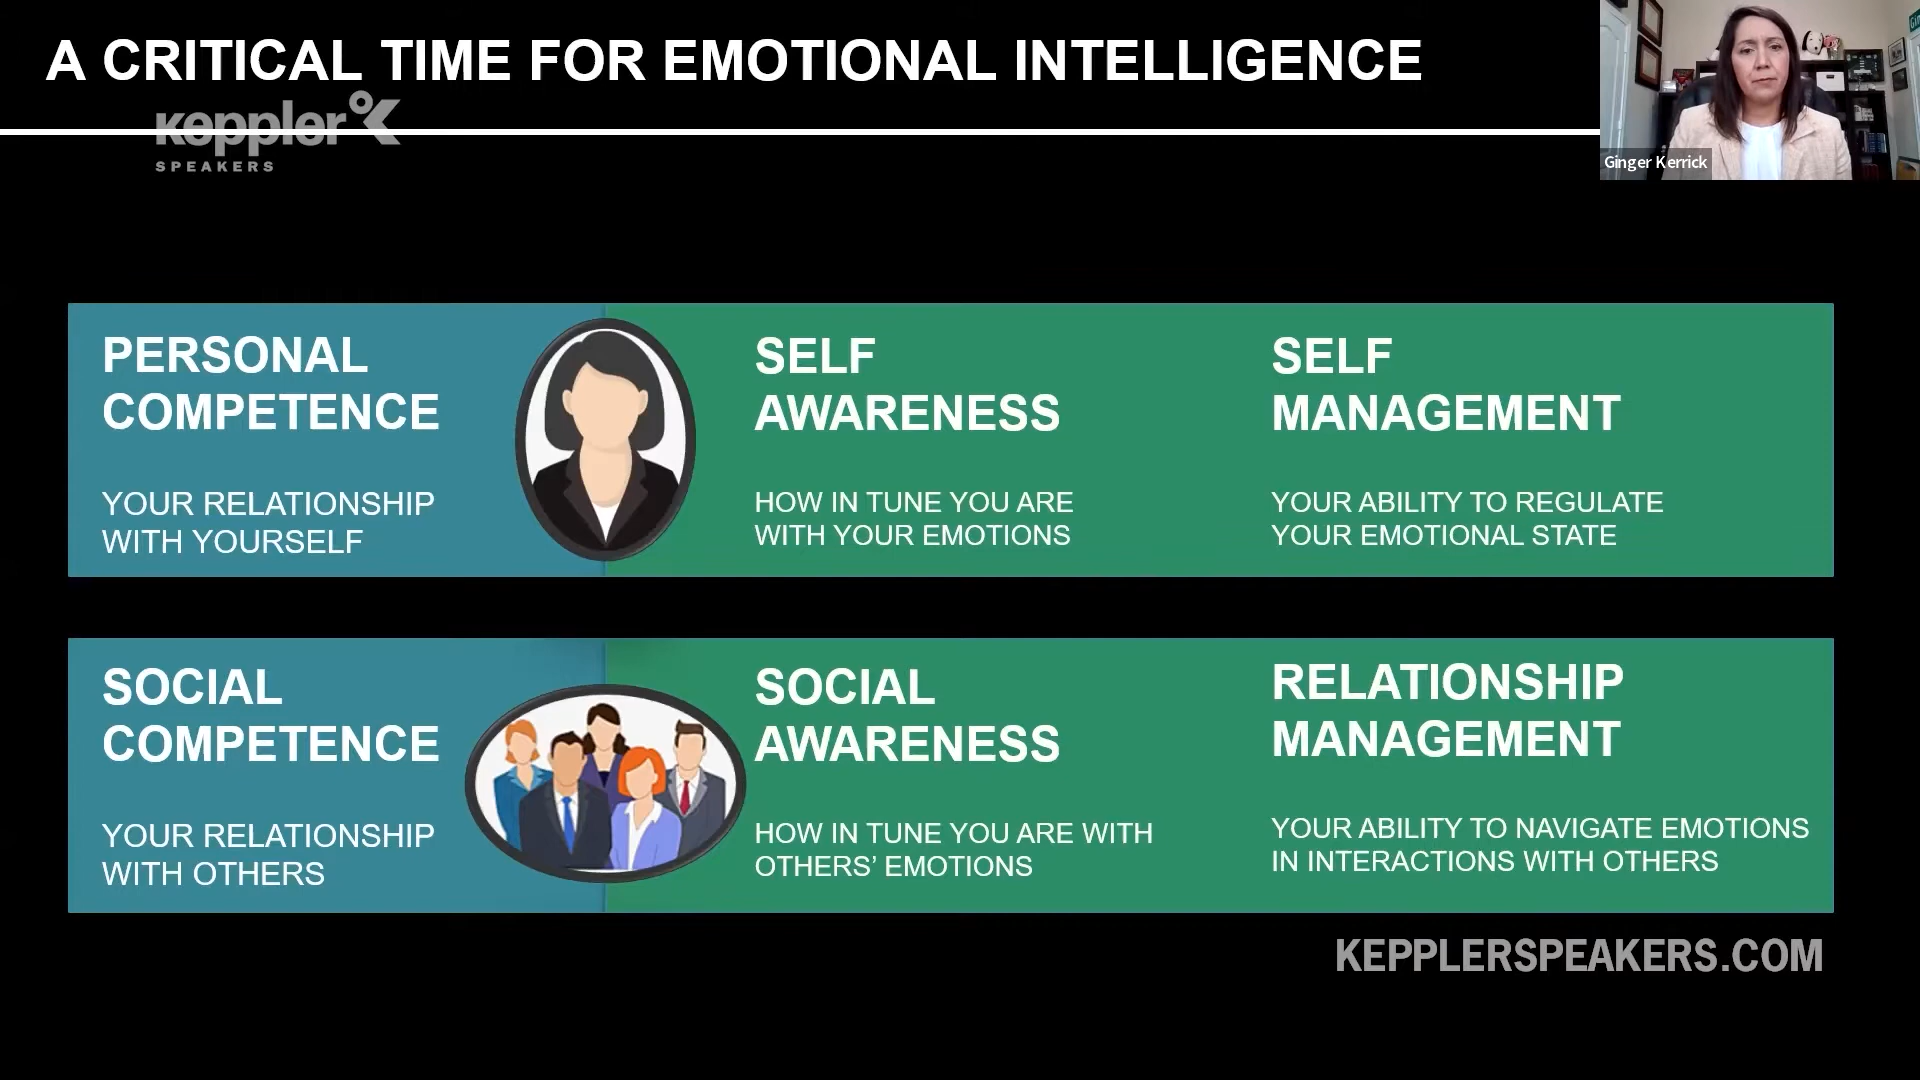 A CRITICAL TIME FOR EMOTIONAL INTELLIGENCE
keppler
SPEAKERS
Ginger Kerrick
PERSONAL
COMPETENCE
YOUR RELATIONSHIP
WITH YOURSELF
SELF
AWARENESS
HOW IN TUNE YOU ARE
WITH YOUR EMOTIONS
SELF
MANAGEMENT
YOUR ABILITY TO REGULATE
YOUR EMOTIONAL STATE
SOCIAL
COMPETENCE
YOUR RELATIONSHIP
WITH OTHERS
SOCIAL
AWARENESS
HOW IN TUNE YOU ARE WITH
OTHERS’ EMOTIONS
RELATIONSHIP
MANAGEMENT
YOUR ABILITY TO NAVIGATE EMOTIONS
IN INTERACTIONS WITH OTHERS
KEPPLERSPEAKERS.COM